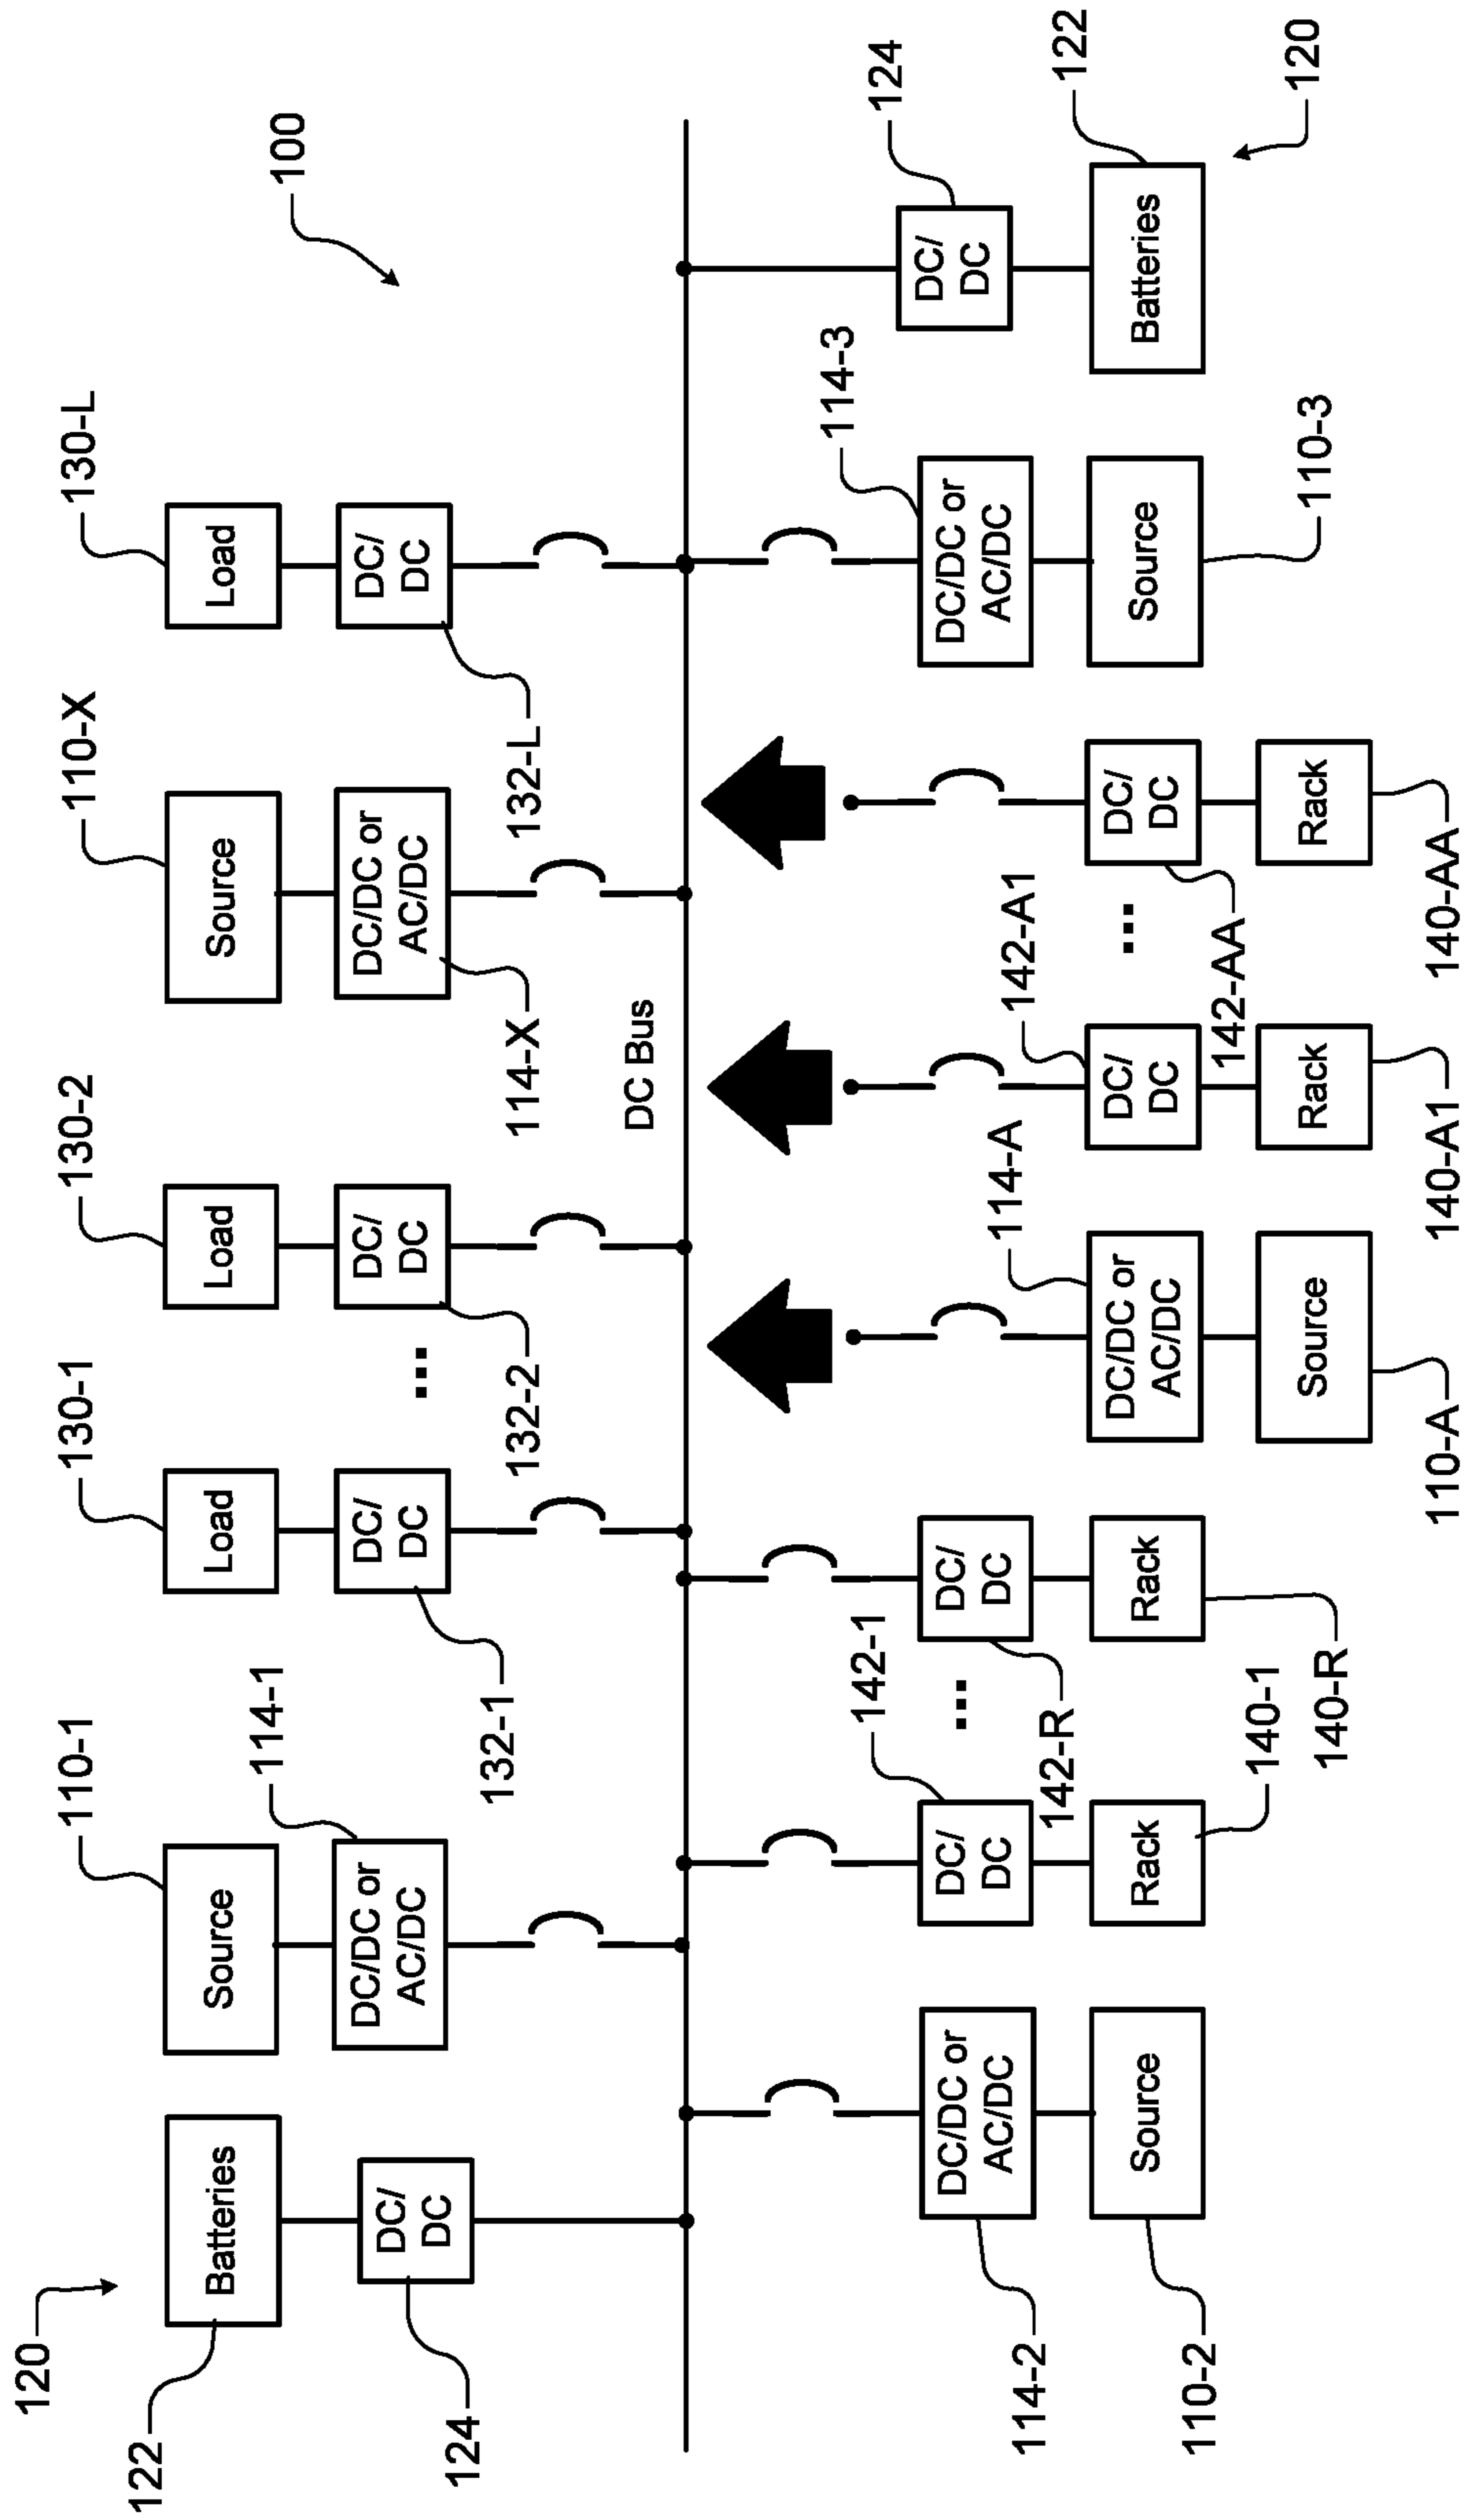 120
122
Batteries
124
DC/
DC
110-1
Source
114-1
DC/DC or
AC/DC
130-1
Load
132-1
DC/
DC
...
130-2
Load
132-2
DC/
DC
110-X
Source
114-X
DC/DC or
AC/DC
130-L
Load
132-L
DC/
DC
100
DC Bus
114-2
DC/DC or
AC/DC
110-2
Source
142-1
DC/
DC
140-1
Rack
...
142-R
DC/
DC
140-R
Rack
114-A
DC/DC or
AC/DC
110-A
Source
142-A1
DC/
DC
140-A1
Rack
...
142-AA
DC/
DC
140-AA
Rack
114-3
DC/DC or
AC/DC
110-3
Source
124
DC/
DC
122
Batteries
120